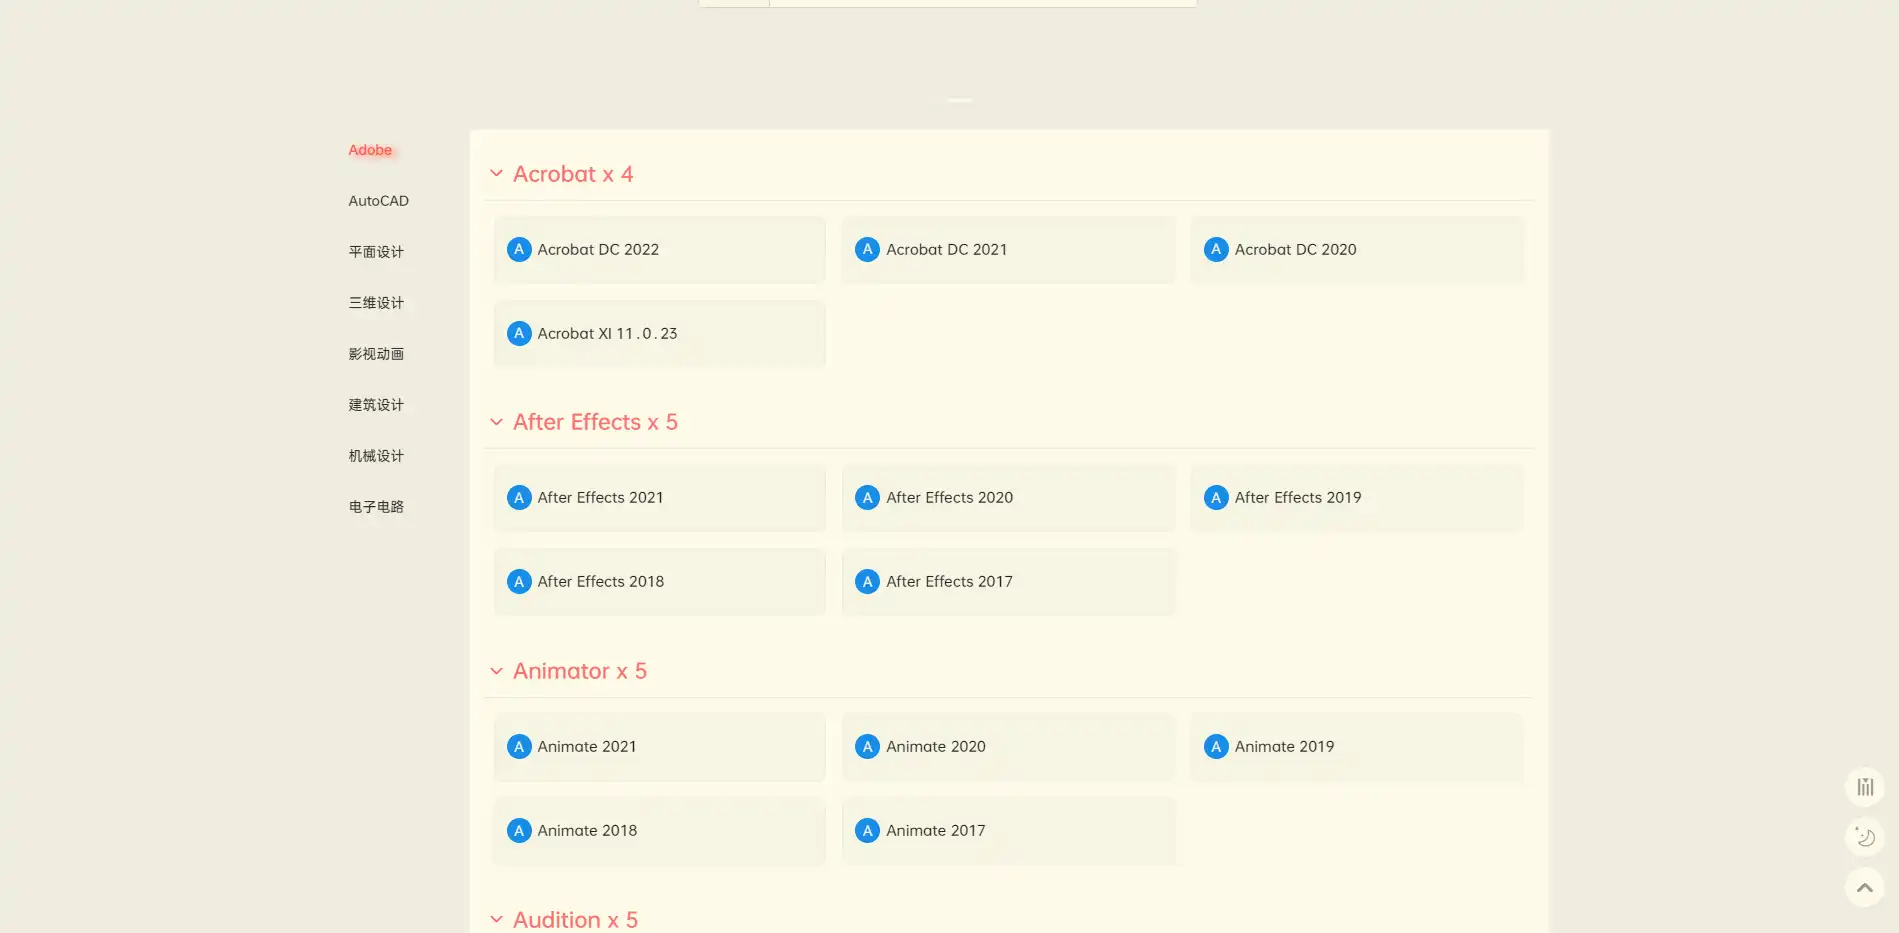 Adobe
AutoCAD
平面设计
三维设计
影视动画
建筑设计
机械设计
电子电路
Acrobat x 4
A Acrobat DC 2022
A Acrobat DC 2021
A Acrobat DC 2020
A Acrobat XI 11.0.23
After Effects x 5
A After Effects 2021
A After Effects 2020
A After Effects 2019
A After Effects 2018
A After Effects 2017
Animator x 5
A Animate 2021
A Animate 2020
A Animate 2019
A Animate 2018
A Animate 2017
Audition x 5